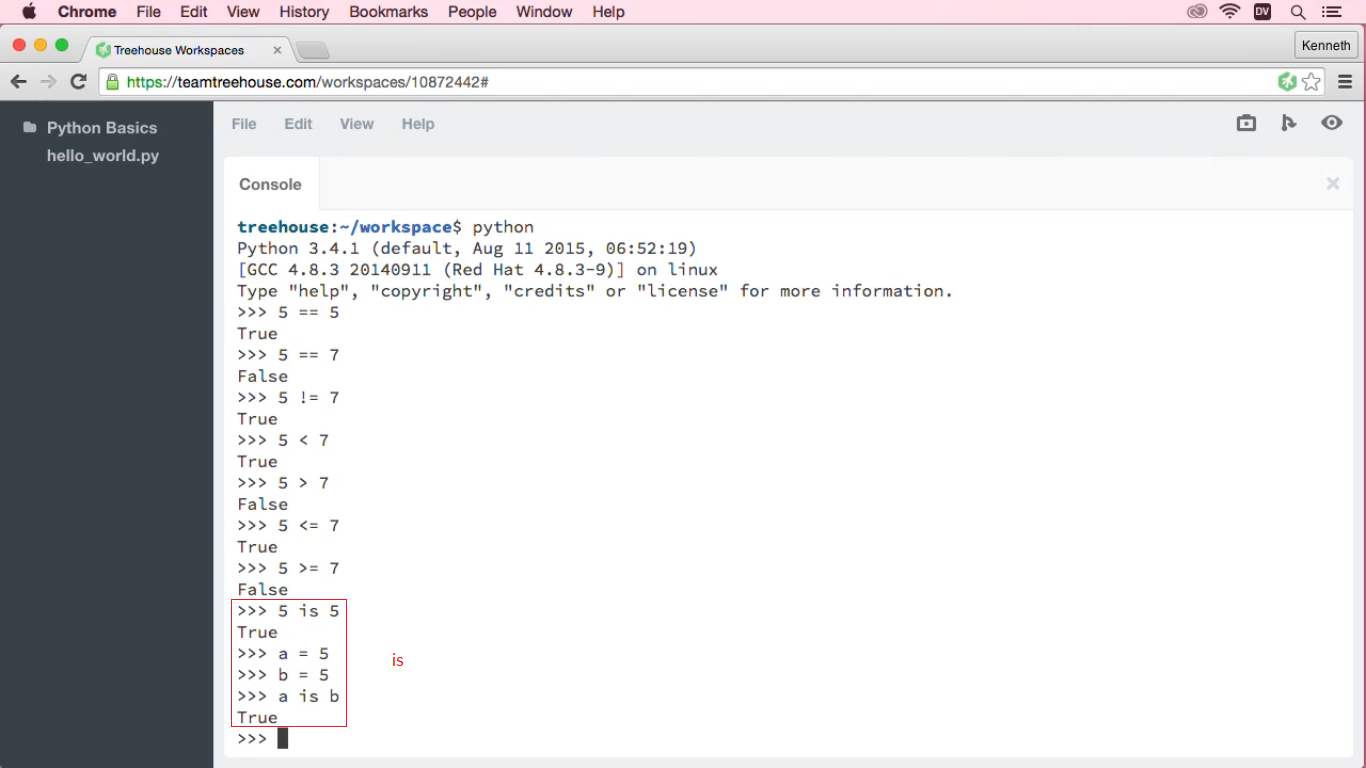 Chrome File Edit View History Bookmarks People Window Help DV
Treehouse Workspaces × Kenneth
https://teamtreehouse.com/workspaces/10872442#
Python Basics
hello_world.py
File Edit View Help
Console ×
treehouse:~/workspace$ python
Python 3.4.1 (default, Aug 11 2015, 06:52:19)
[GCC 4.8.3 20140911 (Red Hat 4.8.3-9)] on linux
Type "help", "copyright", "credits" or "license" for more information.
>>> 5 == 5
True
>>> 5 == 7
False
>>> 5 != 7
True
>>> 5 < 7
True
>>> 5 > 7
False
>>> 5 <= 7
True
>>> 5 >= 7
False
>>> 5 is 5
True
>>> a = 5
>>> b = 5
>>> a is b
True
>>>
is